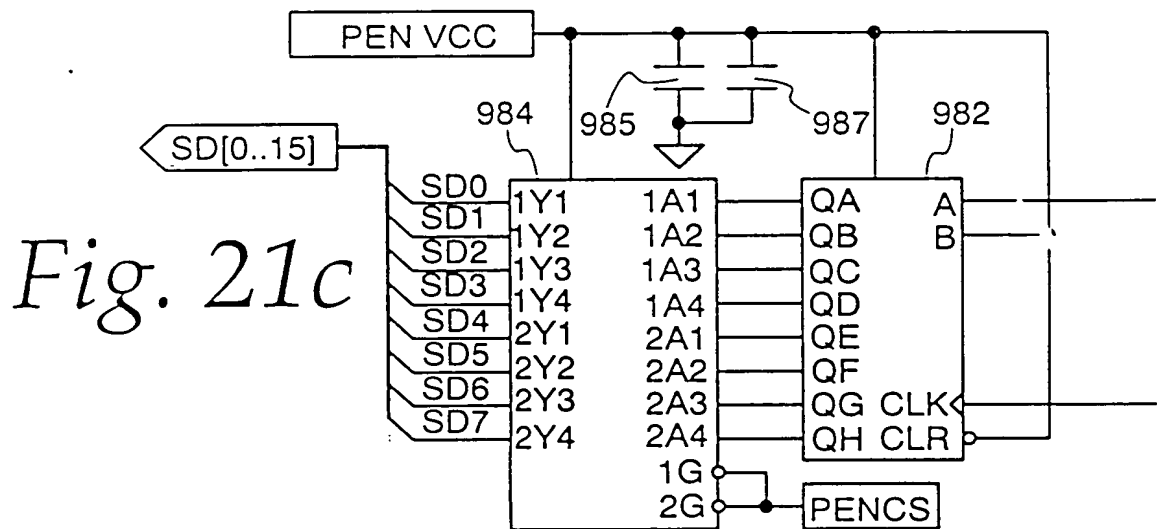 PEN VCC
985
987
984
982
SD[0..15]
SD0 1Y1 1A1 QA A
SD1 1Y2 1A2 QB B
SD2 1Y3 1A3 QC
SD3 1Y4 1A4 QD
SD4 2Y1 2A1 QE
SD5 2Y2 2A2 QF
SD6 2Y3 2A3 QG CLK
SD7 2Y4 2A4 QH CLR
1G
2G PENCS
Fig. 21c